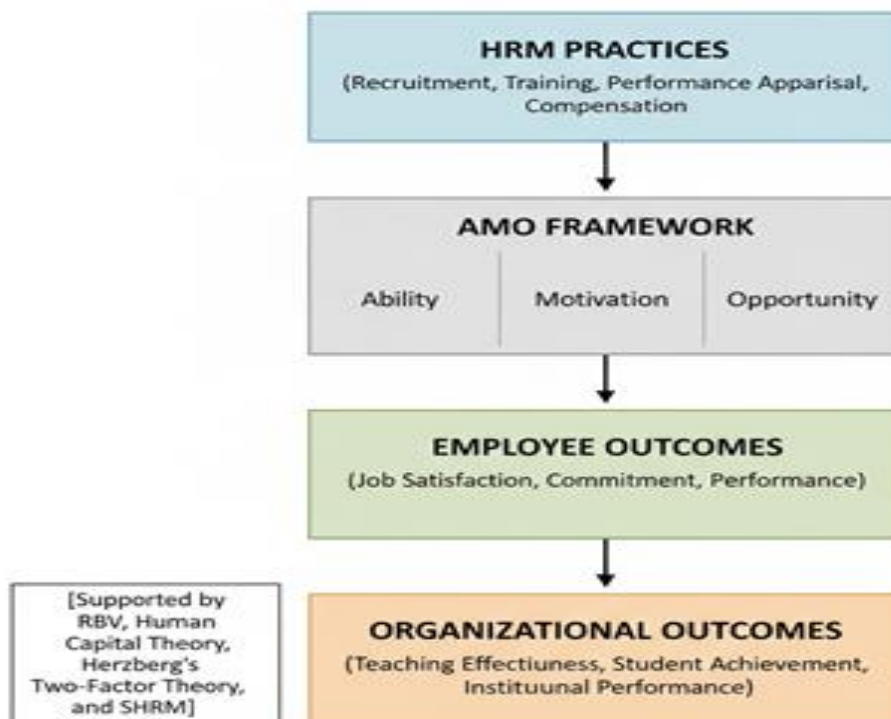 HRM PRACTICES
(Recruitment, Training, Performance Apparisal,
Compensation
AMO FRAMEWORK
Ability
Motivation
Opportunity
EMPLOYEE OUTCOMES
(Job Satisfaction, Commitment, Performance)
[Supported by
RBV, Human
Capital Theory,
Herzberg's
Two-Factor Theory,
and SHRM]
ORGANIZATIONAL OUTCOMES
(Teaching Effectiuness, Student Achievement,
Instituunal Performance)